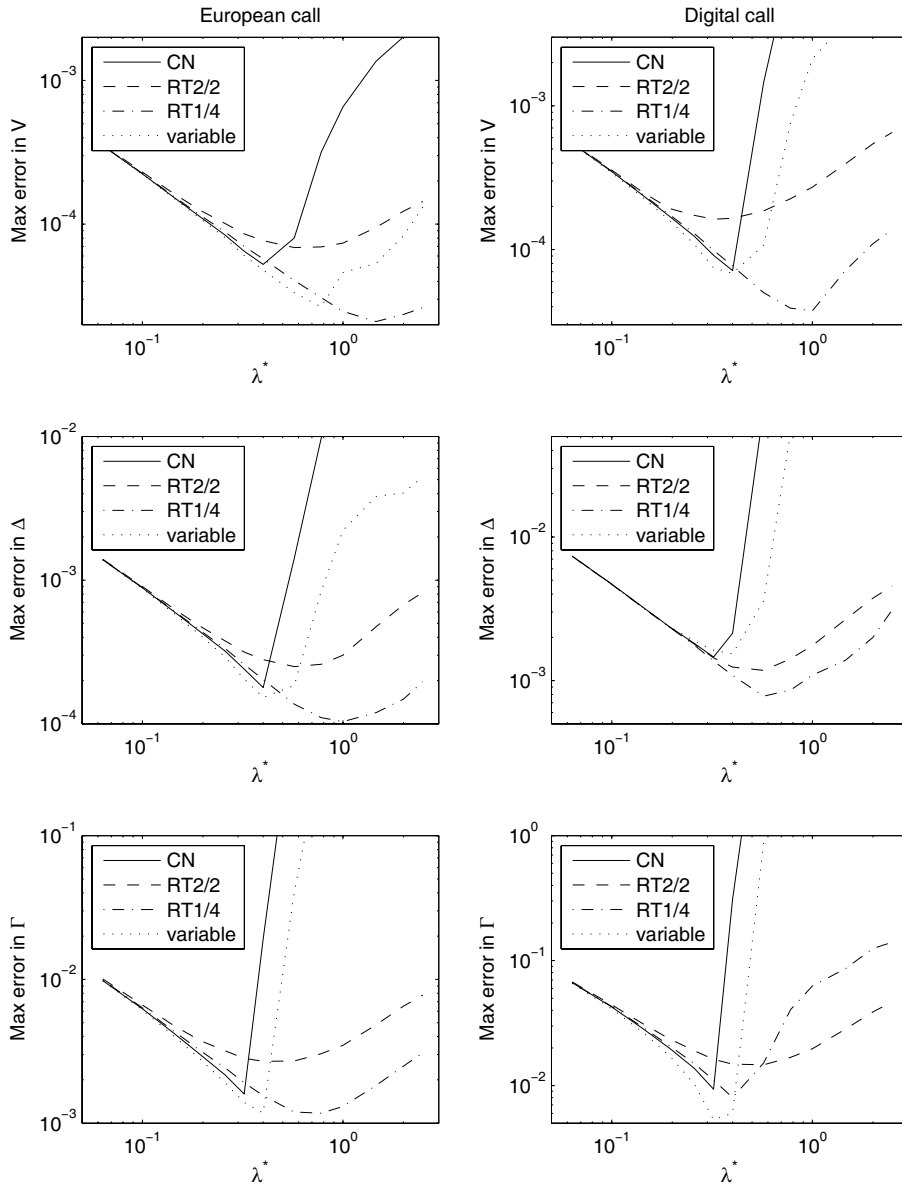 European call
Max error in V
10^-3
10^-4
CN
RT2/2
RT1/4
variable
10^-1
10^0
λ*
Digital call
Max error in V
10^-3
10^-4
CN
RT2/2
RT1/4
variable
10^-1
10^0
λ*
Max error in Δ
10^-2
10^-3
10^-4
CN
RT2/2
RT1/4
variable
10^-1
10^0
λ*
Max error in Δ
10^-2
10^-3
CN
RT2/2
RT1/4
variable
10^-1
10^0
λ*
Max error in Γ
10^-1
10^-2
10^-3
CN
RT2/2
RT1/4
variable
10^-1
10^0
λ*
Max error in Γ
10^0
10^-1
10^-2
CN
RT2/2
RT1/4
variable
10^-1
10^0
λ*